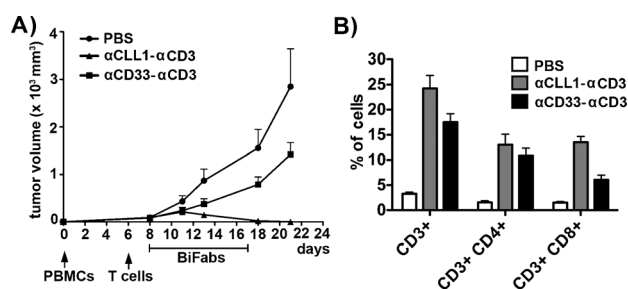 A)
PBS
αCLL1-αCD3
αCD33-αCD3
tumor volume (x 10³ mm³)
4
3
2
1
0
0 2 4 6 8 10 12 14 16 18 20 22 24
days
PBMCs
T cells
BiFabs
B)
PBS
αCLL1-αCD3
αCD33-αCD3
% of cells
30
25
20
15
10
5
0
CD3+
CD3+ CD4+
CD3+ CD8+